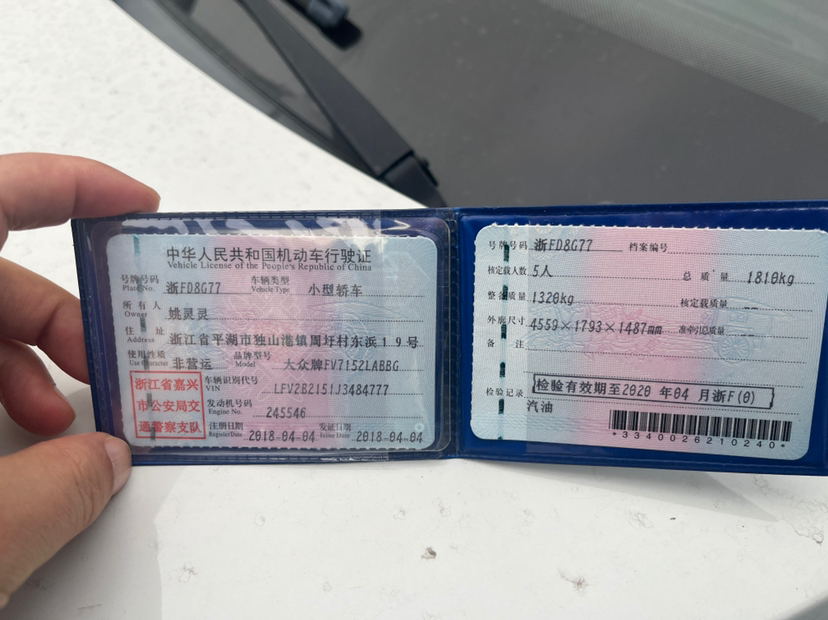 中华人民共和国机动车行驶证
Vehicle License of the People's Republic of China
号牌号码 浙FD8G77 车辆类型 小型轿车
Plate No. Vehicle Type
所有人 姚灵灵
Owner
住址 浙江省平湖市独山港镇周圩村东浜19号
Address
使用性质 非营运 品牌型号 大众牌FV7152LABBG
Use Character Model
浙江省嘉兴
市公安局交
通警察支队
车辆识别代号 LFV2B2151J3484777
VIN
发动机号码 245546
Engine No.
注册日期 2018-04-04 发证日期 2018-04-04
Register Date Issue Date
号牌号码 浙FD8G77 档案编号
核定载人数 5人 总质量 1810kg
整备质量 1320kg 核定载质量 --
外廓尺寸 4559×1793×1487mm 准牵引总质量 --
备注
检验记录 检验有效期至2020年04月浙F(0)
汽油
*3340026210240*